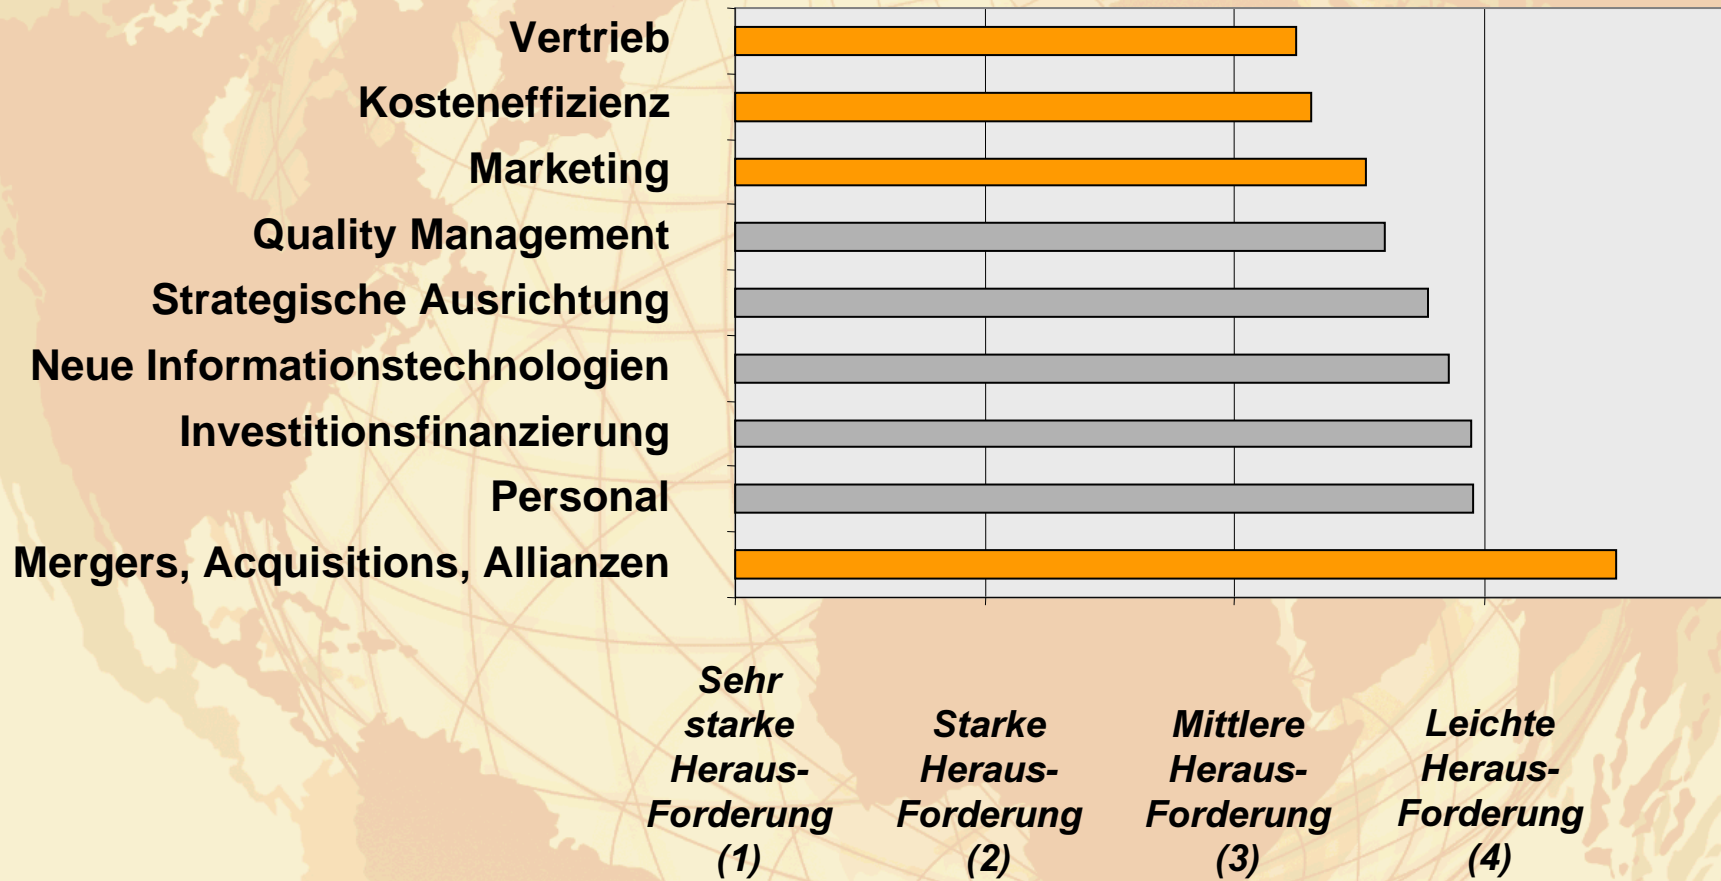 Vertrieb
Kosteneffizienz
Marketing
Quality Management
Strategische Ausrichtung
Neue Informationstechnologien
Investitionsfinanzierung
Personal
Mergers, Acquisitions, Allianzen
Sehr
starke
Heraus-
Forderung
(1)
Starke
Heraus-
Forderung
(2)
Mittlere
Heraus-
Forderung
(3)
Leichte
Heraus-
Forderung
(4)